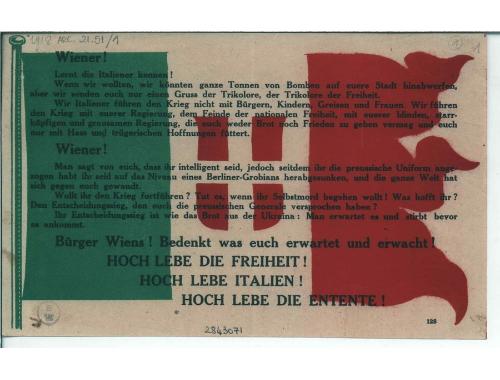 1918 21.51/1
1
Wiener!
Lernt die Italiener kennen!
Wenn wir wollten, wir könnten ganze Tonnen von Bomben auf euere Stadt hinabwerfen,
aber wir senden euch nur einen Gruss der Trikolore, der Trikolore der Freiheit.
Wir Italiener führen den Krieg nicht mit Bürgern, Kindern, Greisen und Frauen. Wir führen
den Krieg mit euerer Regierung, dem Feinde der nationalen Freiheit, mit euerer blinden, starr-
köpfigen und grausamen Regierung, die euch weder Brot noch Frieden zu geben vermag und euch
nur mit Hass und trügerischen Hoffnungen füttert.
Wiener!
Man sagt von euch, dass ihr intelligent seid, jedoch seitdem ihr die preussische Uniform ange-
zogen habt ihr seid auf das Niveau eines Berliner-Grobians herabgesunken, und die ganze Welt hat
sich gegen euch gewandt.
Wollt ihr den Krieg fortführen? Tut es, wenn ihr Selbstmord begehen wollt! Was hofft ihr?
Den Entscheidungssieg, den euch die preussischen Generale versprochen haben?
Ihr Entscheidungssieg ist wie das Brot aus der Ukraina: Man erwartet es und stirbt bevor
es ankommt.
Bürger Wiens! Bedenkt was euch erwartet und erwacht!
HOCH LEBE DIE FREIHEIT!
HOCH LEBE ITALIEN!
HOCH LEBE DIE ENTENTE!
128
2843071